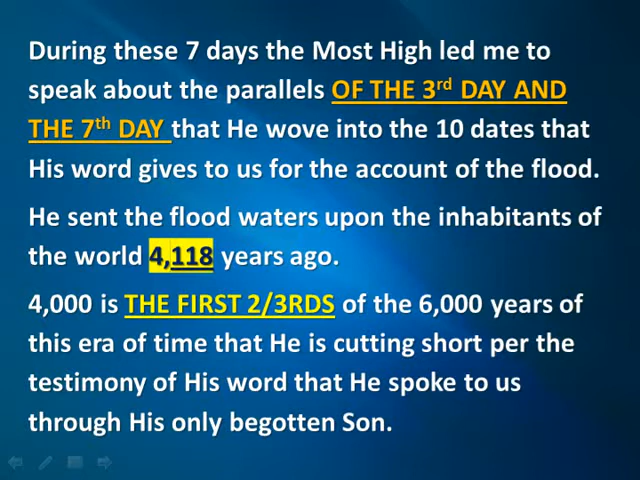 During these 7 days the Most High led me to
speak about the parallels OF THE 3rd DAY AND
THE 7th DAY that He wove into the 10 dates that
His word gives to us for the account of the flood.
He sent the flood waters upon the inhabitants of
the world 4,118 years ago.
4,000 is THE FIRST 2/3RDS of the 6,000 years of
this era of time that He is cutting short per the
testimony of His word that He spoke to us
through His only begotten Son.